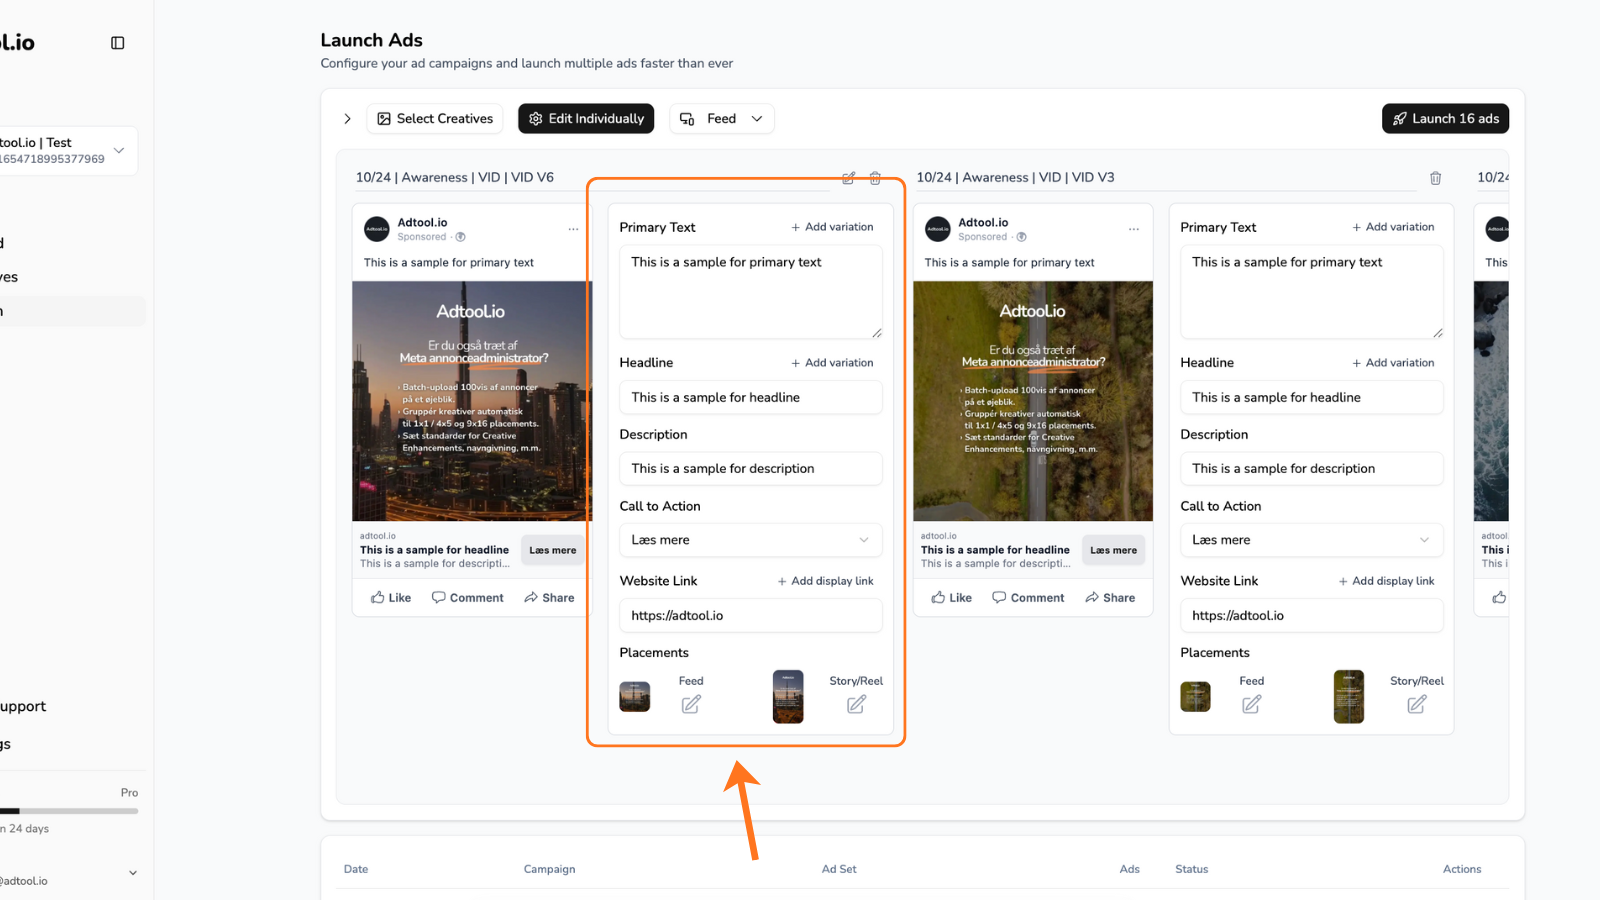 l.io
tool.io | Test
1654718995377969
d
ves
n
upport
gs
Pro
n 24 days
@adtool.io
Launch Ads
Configure your ad campaigns and launch multiple ads faster than ever
Select Creatives
Edit Individually
Feed
Launch 16 ads
10/24 | Awareness | VID | VID V6
Adtool.io
Adtool.io
Sponsored ·
This is a sample for primary text
Adtool.io
Er du også træt af
Meta annonceadministrator?
› Batch-upload 100vis af annoncer
på et øjeblik.
› Gruppér kreativer automatisk
til 1x1 / 4x5 og 9x16 placements.
› Sæt standarder for Creative
Enhancements, navngivning, m.m.
adtool.io
This is a sample for headline
This is a sample for descripti...
Læs mere
Like
Comment
Share
Primary Text
+ Add variation
This is a sample for primary text
Headline
+ Add variation
This is a sample for headline
Description
This is a sample for description
Call to Action
Læs mere
Website Link
+ Add display link
https://adtool.io
Placements
Feed
Story/Reel
10/24 | Awareness | VID | VID V3
Adtool.io
Adtool.io
Sponsored ·
This is a sample for primary text
Adtool.io
Er du også træt af
Meta annonceadministrator?
› Batch-upload 100vis af annoncer
på et øjeblik.
› Gruppér kreativer automatisk
til 1x1 / 4x5 og 9x16 placements.
› Sæt standarder for Creative
Enhancements, navngivning, m.m.
adtool.io
This is a sample for headline
This is a sample for descripti...
Læs mere
Like
Comment
Share
Primary Text
+ Add variation
This is a sample for primary text
Headline
+ Add variation
This is a sample for headline
Description
This is a sample for description
Call to Action
Læs mere
Website Link
+ Add display link
https://adtool.io
Placements
Feed
Story/Reel
10/24
Adtool.io
This
adtool
This i
This i
Date
Campaign
Ad Set
Ads
Status
Actions